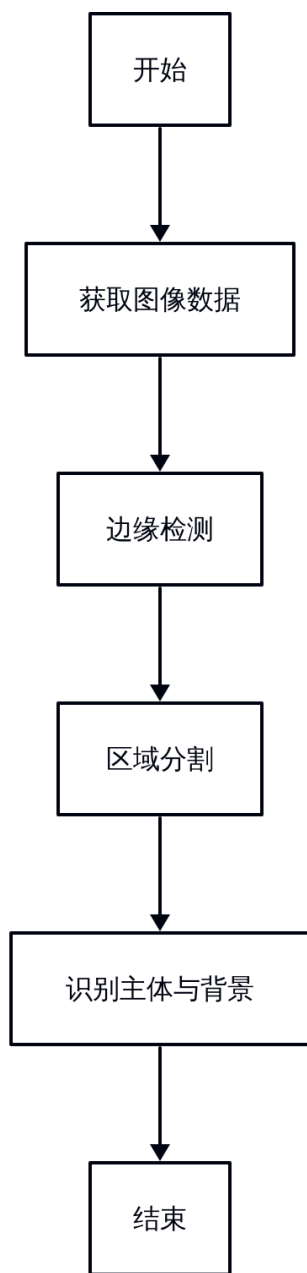 开始
获取图像数据
边缘检测
区域分割
识别主体与背景
结束